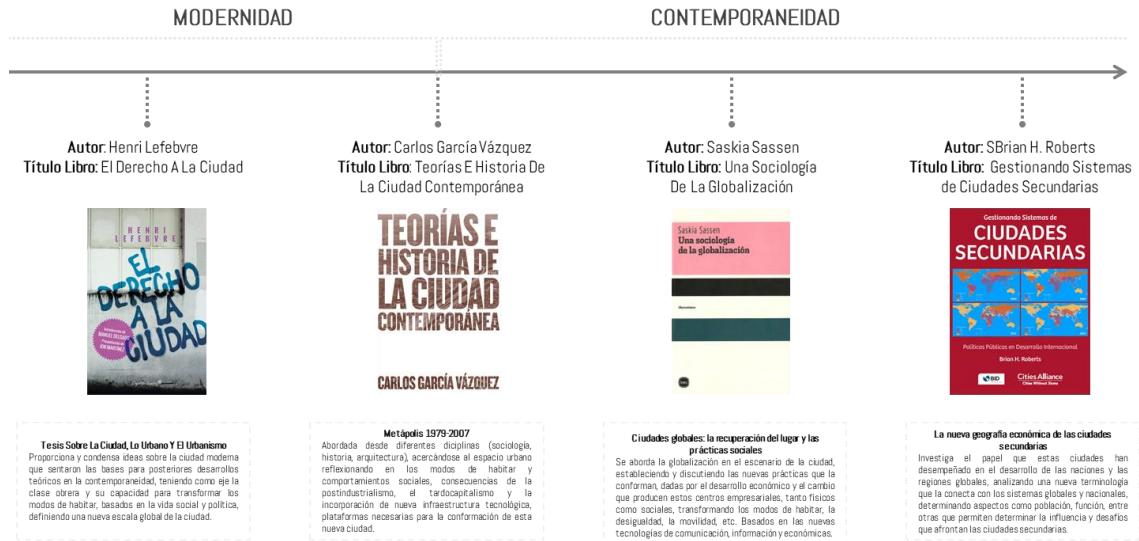 MODERNIDAD
CONTEMPORANEIDAD
Autor: Henri Lefebvre
Título Libro: El Derecho A La Ciudad
HENRI
LEFEBVRE
EL
DERECHO
A LA
CIUDAD
MANUEL DELGADO
Tesis Sobre La Ciudad, Lo Urbano Y El Urbanismo
Proporciona y condensa ideas sobre la ciudad moderna
que sentaron las bases para posteriores desarrollos
teóricos en la contemporaneidad, teniendo como eje la
clase obrera y su capacidad para transformar los
modos de habitar, basados en la vida social y política,
definiendo una nueva escala global de la ciudad.
Autor: Carlos García Vázquez
Título Libro: Teorías E Historia De
La Ciudad Contemporánea
TEORÍAS E
HISTORIA DE
LA CIUDAD
CONTEMPORÁNEA
CARLOS GARCÍA VÁZQUEZ
Metápolis 1979-2007
Abordada desde diferentes diciplinas (sociología,
historia, arquitectura), acercándose al espacio urbano
reflexionando en los modos de habitar y
comportamientos sociales, consecuencias de la
postindustrialismo, el tardocapitalismo y la
incorporación de nueva infraestructura tecnológica,
plataformas necesarias para la conformación de esta
nueva ciudad.
Autor: Saskia Sassen
Título Libro: Una Sociología
De La Globalización
Saskia Sassen
Una sociología
de la globalización
Ciudades globales: la recuperación del lugar y las
prácticas sociales
Se aborda la globalización en el escenario de la ciudad,
estableciendo y discutiendo las nuevas prácticas que la
conforman, dadas por el desarrollo económico y el cambio
que producen estos centros empresariales, tanto físicos
como sociales, transformando los modos de habitar, la
desigualdad, la movilidad, etc. Basados en las nuevas
tecnologías de comunicación, información y económicas.
Autor: SBrian H. Roberts
Título Libro: Gestionando Sistemas
de Ciudades Secundarias
Gestionando Sistemas de
CIUDADES
SECUNDARIAS
Políticas Públicas en Desarrollo Internacional
Brian H. Roberts
BID
Cities Alliance
Cities Without Slums
La nueva geografía económica de las ciudades
secundarias
Investiga el papel que estas ciudades han
desempeñado en el desarrollo de las naciones y las
regiones globales, analizando una nueva terminología
que la conecta con los sistemas globales y nacionales,
determinando aspectos como población, función, entre
otras que permiten determinar la influencia y desafíos
que afrontan las ciudades secundarias.